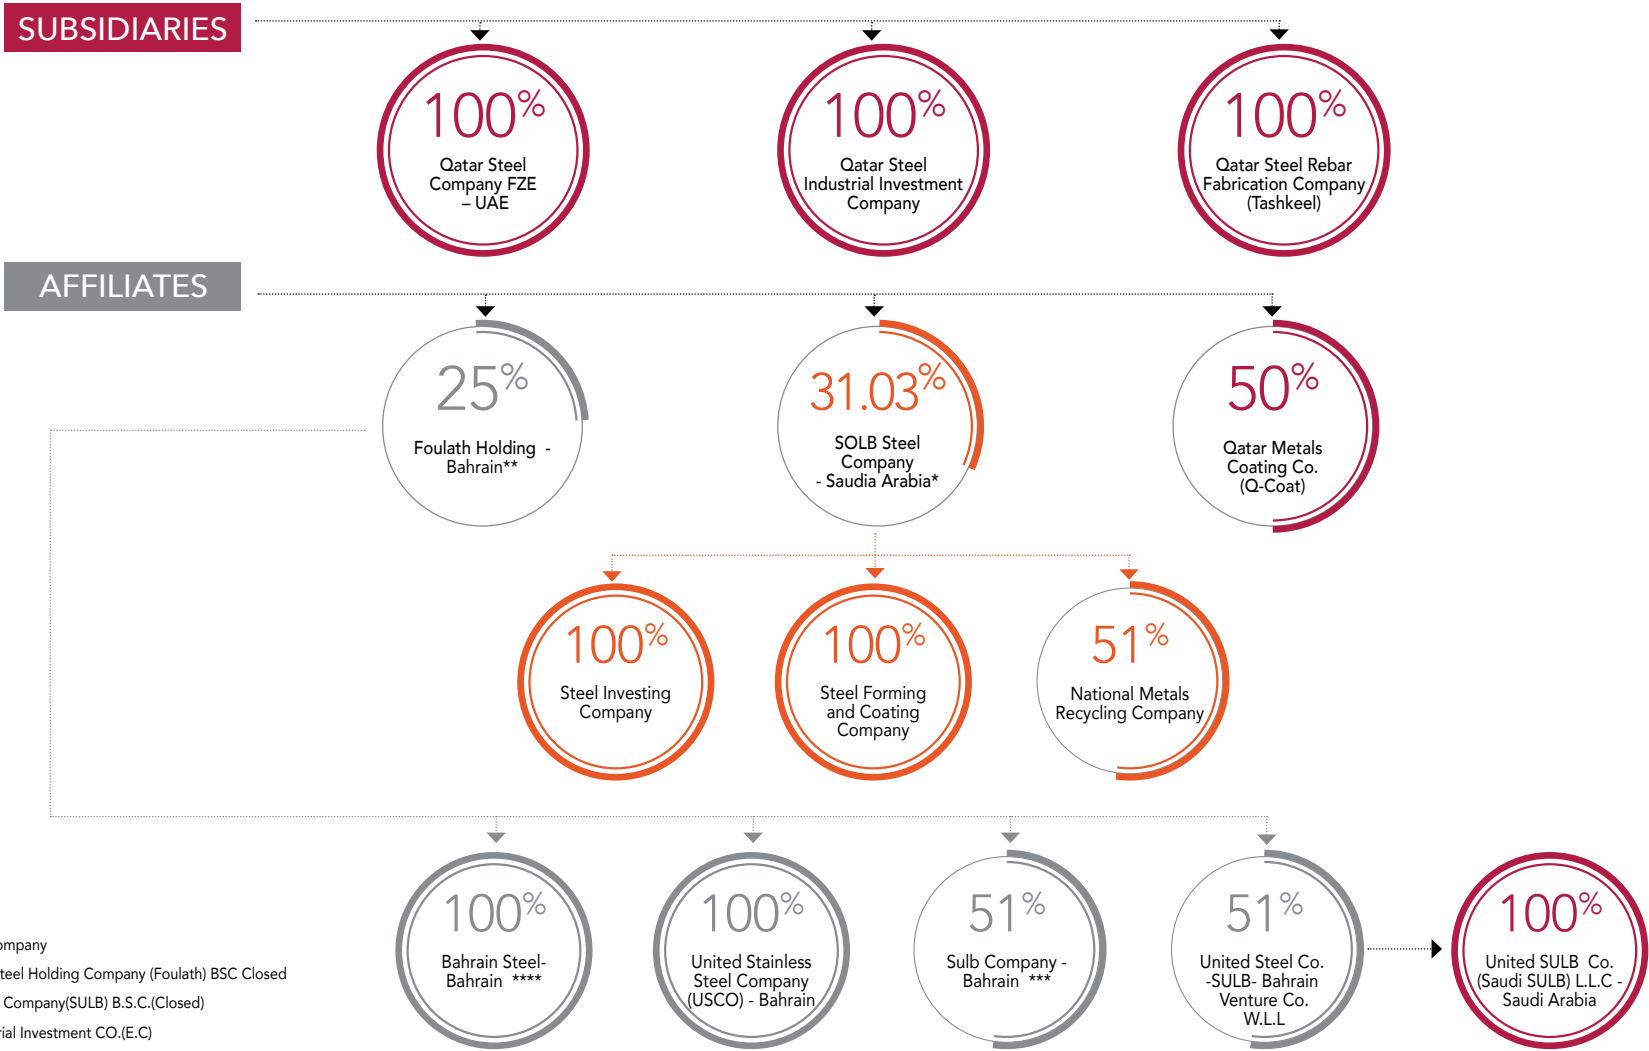 SUBSIDIARIES
100%
Qatar Steel
Company FZE
– UAE
100%
Qatar Steel
Industrial Investment
Company
100%
Qatar Steel Rebar
Fabrication Company
(Tashkeel)
AFFILIATES
25%
Foulath Holding -
Bahrain**
31.03%
SOLB Steel
Company
- Saudia Arabia*
50%
Qatar Metals
Coating Co.
(Q-Coat)
100%
Steel Investing
Company
100%
Steel Forming
and Coating
Company
51%
National Metals
Recycling Company
100%
Bahrain Steel-
Bahrain ****
100%
United Stainless
Steel Company
(USCO) - Bahrain
51%
Sulb Company -
Bahrain ***
51%
United Steel Co.
-SULB- Bahrain
Venture Co.
W.L.L
100%
United SULB Co.
(Saudi SULB) L.L.C -
Saudi Arabia
Steel Holding Company (Foulath) BSC Closed
Company(SULB) B.S.C.(Closed)
Investment CO.(E.C)